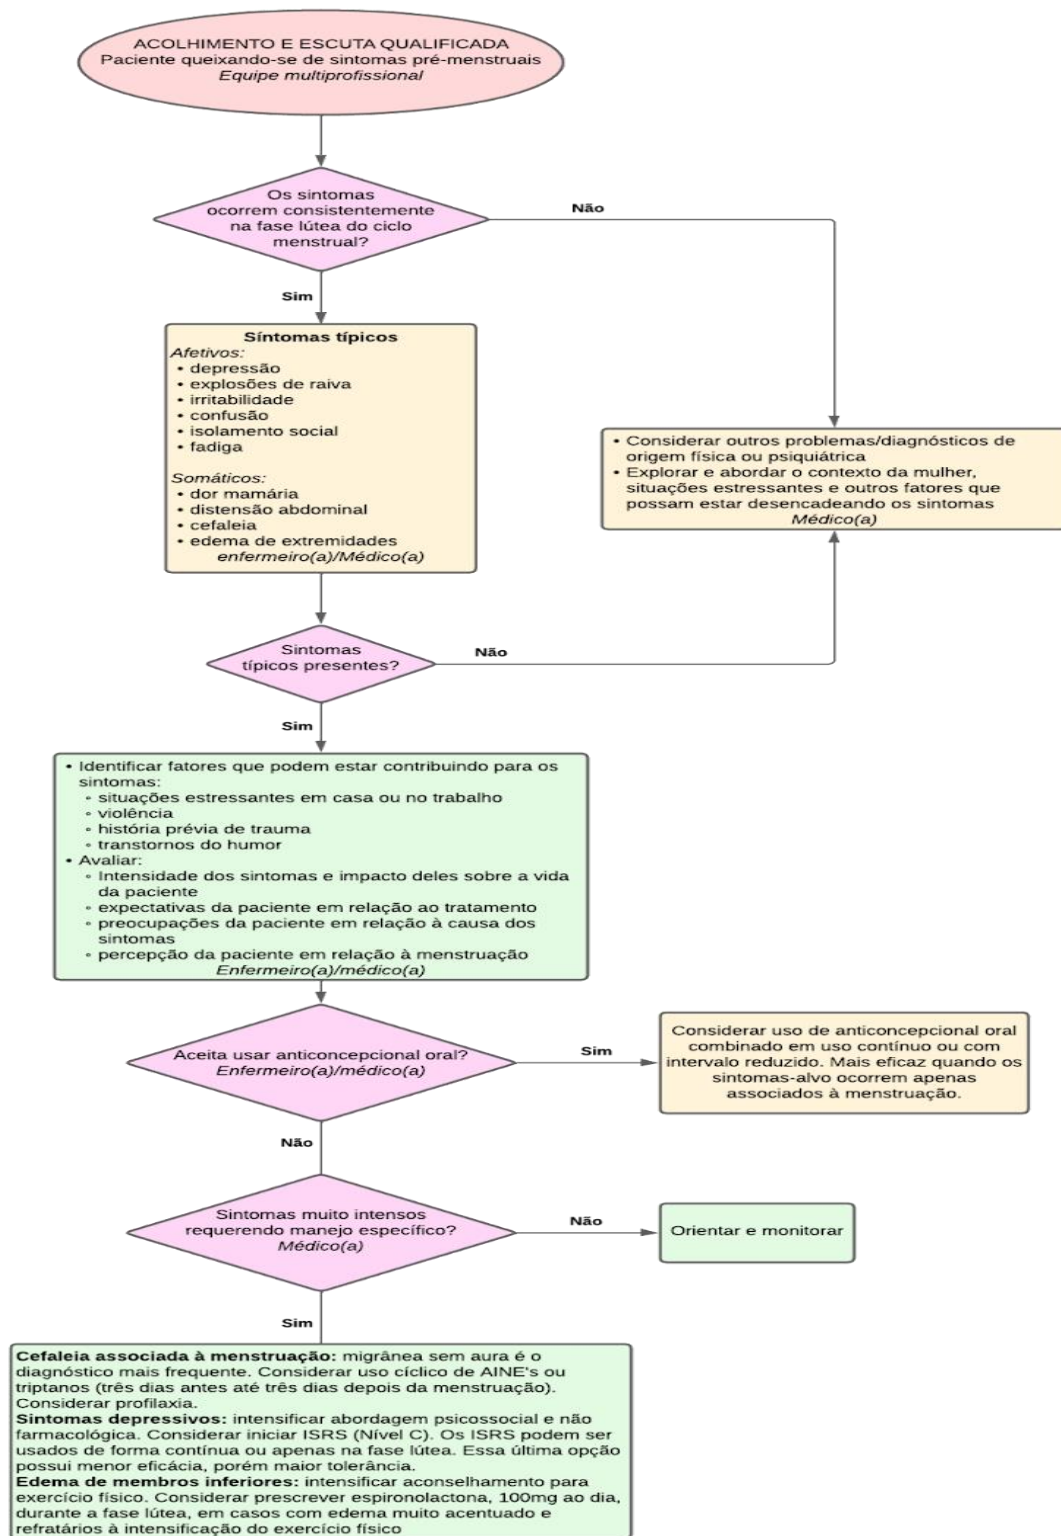 ACOLHIMENTO E ESCUTA QUALIFICADA
Paciente queixando-se de sintomas pré-menstruais
Equipe multiprofissional
Os sintomas
ocorrem consistentemente
na fase lútea do ciclo
menstrual?
Não
Sim
Síntomas típicos
Afetivos:
• depressão
• explosões de raiva
• irritabilidade
• confusão
• isolamento social
• fadiga
Somáticos:
• dor mamária
• distensão abdominal
• cefaleia
• edema de extremidades
enfermeiro(a)/Médico(a)
• Considerar outros problemas/diagnósticos de
origem física ou psiquiátrica
• Explorar e abordar o contexto da mulher,
situações estressantes e outros fatores que
possam estar desencadeando os sintomas
Médico(a)
Sintomas
típicos presentes?
Não
Sim
• Identificar fatores que podem estar contribuindo para os
sintomas:
◦ situações estressantes em casa ou no trabalho
◦ violência
◦ história prévia de trauma
◦ transtornos do humor
• Avaliar:
◦ Intensidade dos sintomas e impacto deles sobre a vida
da paciente
◦ expectativas da paciente em relação ao tratamento
◦ preocupações da paciente em relação à causa dos
sintomas
◦ percepção da paciente em relação à menstruação
Enfermeiro(a)/médico(a)
Aceita usar anticoncepcional oral?
Enfermeiro(a)/médico(a)
Sim
Considerar uso de anticoncepcional oral
combinado em uso contínuo ou com
intervalo reduzido. Mais eficaz quando os
sintomas-alvo ocorrem apenas
associados à menstruação.
Não
Sintomas muito intensos
requerendo manejo específico?
Médico(a)
Não
Orientar e monitorar
Sim
Cefaleia associada à menstruação: migrânea sem aura é o
diagnóstico mais frequente. Considerar uso cíclico de AINE's ou
triptanos (três dias antes até três dias depois da menstruação).
Considerar profilaxia.
Sintomas depressivos: intensificar abordagem psicossocial e não
farmacológica. Considerar iniciar ISRS (Nível C). Os ISRS podem ser
usados de forma contínua ou apenas na fase lútea. Essa última opção
possui menor eficácia, porém maior tolerância.
Edema de membros inferiores: intensificar aconselhamento para
exercício físico. Considerar prescrever espironolactona, 100mg ao dia,
durante a fase lútea, em casos com edema muito acentuado e
refratários à intensificação do exercício físico